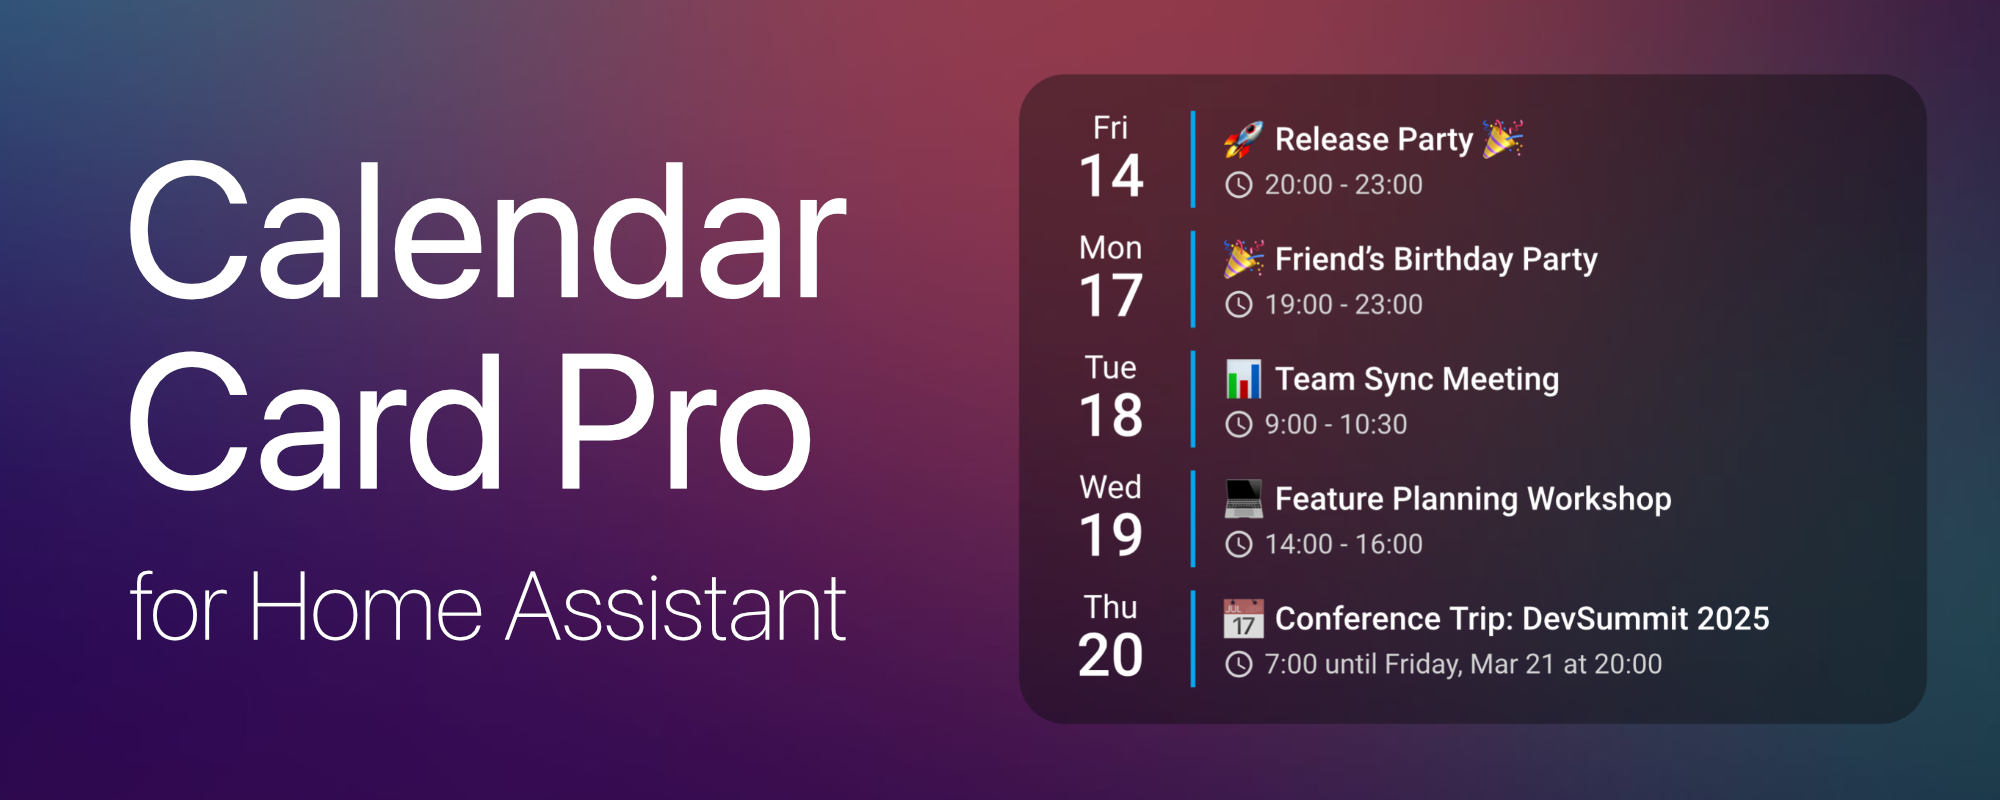 Calendar
Card Pro
for Home Assistant
Fri
14
🚀 Release Party 🎉
20:00 - 23:00
Mon
17
🎉 Friend’s Birthday Party
19:00 - 23:00
Tue
18
📊 Team Sync Meeting
9:00 - 10:30
Wed
19
💻 Feature Planning Workshop
14:00 - 16:00
Thu
20
📅 Conference Trip: DevSummit 2025
7:00 until Friday, Mar 21 at 20:00